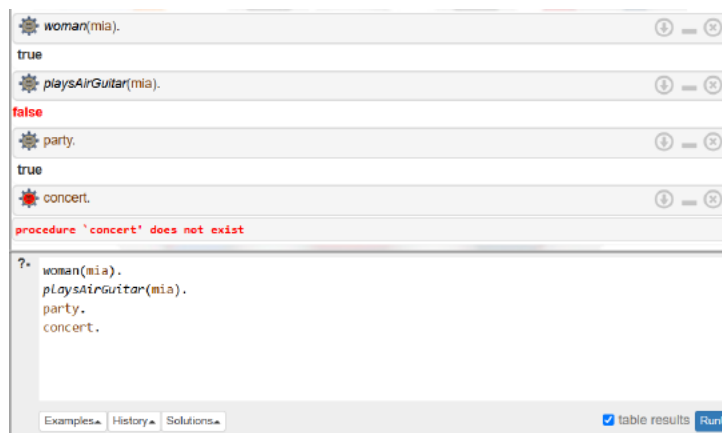 woman(mia).
true
playsAirGuitar(mia).
false
party.
true
concert.
procedure `concert' does not exist
?-
woman(mia).
playsAirGuitar(mia).
party.
concert.
Examples History Solutions table results Run!